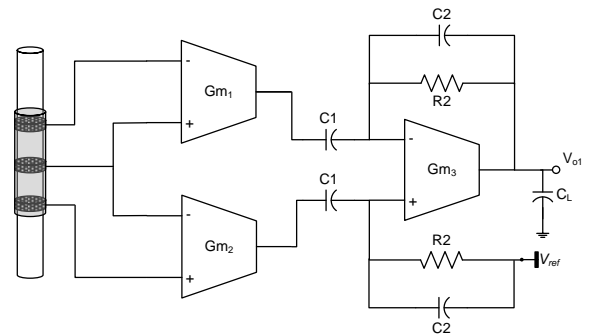 C2
R2
-
Gm₁
+
C1
-
Gm₃
+
Vo1
CL
C1
-
Gm₂
+
R2
Vref
C2